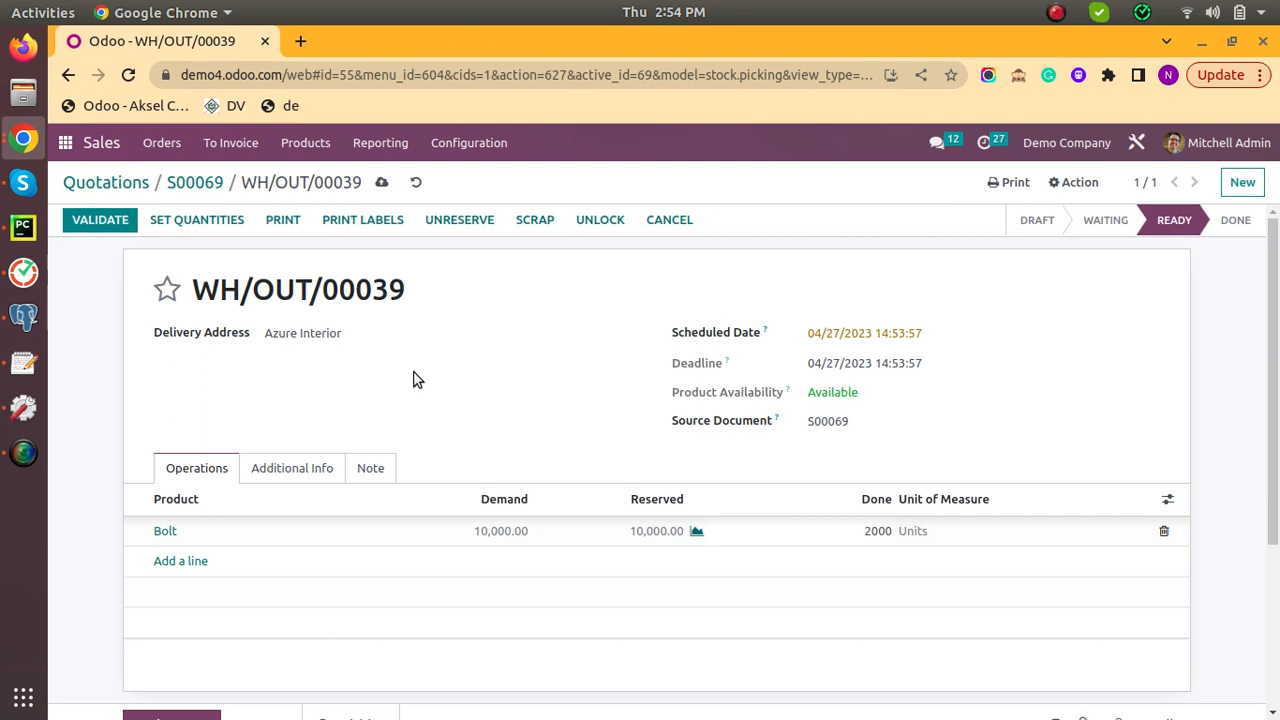 Activities Google Chrome Thu 2:54 PM
Odoo - WH/OUT/00039
demo4.odoo.com/web#id=55&menu_id=604&cids=1&action=627&active_id=69&model=stock.picking&view_type=... N Update
Odoo - Aksel C... DV de
Sales Orders To Invoice Products Reporting Configuration 12 27 Demo Company Mitchell Admin
Quotations / S00069 / WH/OUT/00039 Print Action 1 / 1 New
VALIDATE SET QUANTITIES PRINT PRINT LABELS UNRESERVE SCRAP UNLOCK CANCEL DRAFT WAITING READY DONE
WH/OUT/00039
Delivery Address Azure Interior Scheduled Date ? 04/27/2023 14:53:57
Deadline ? 04/27/2023 14:53:57
Product Availability ? Available
Source Document ? S00069
Operations Additional Info Note
Product Demand Reserved Done Unit of Measure
Bolt 10,000.00 10,000.00 2000 Units
Add a line